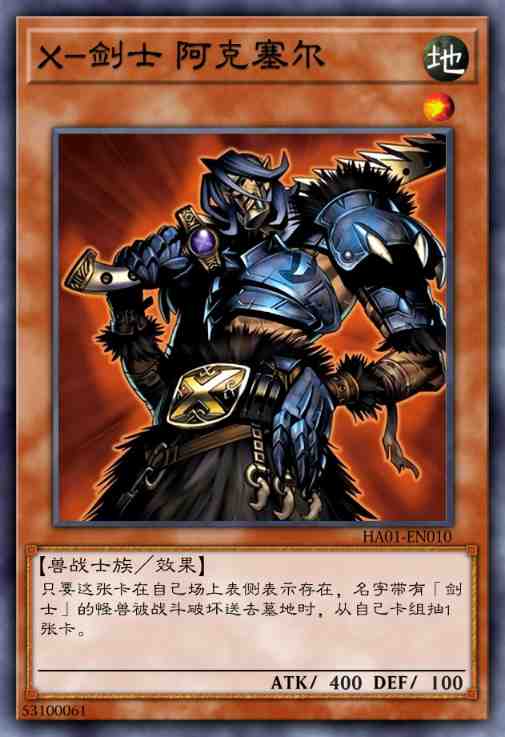 X-剑士 阿克塞尔
地
HA01-EN010
【兽战士族／效果】
只要这张卡在自己场上表侧表示存在，名字带有「剑
士」的怪兽被战斗破坏送去墓地时，从自己卡组抽1
张卡。
ATK/ 400 DEF/ 100
53100061